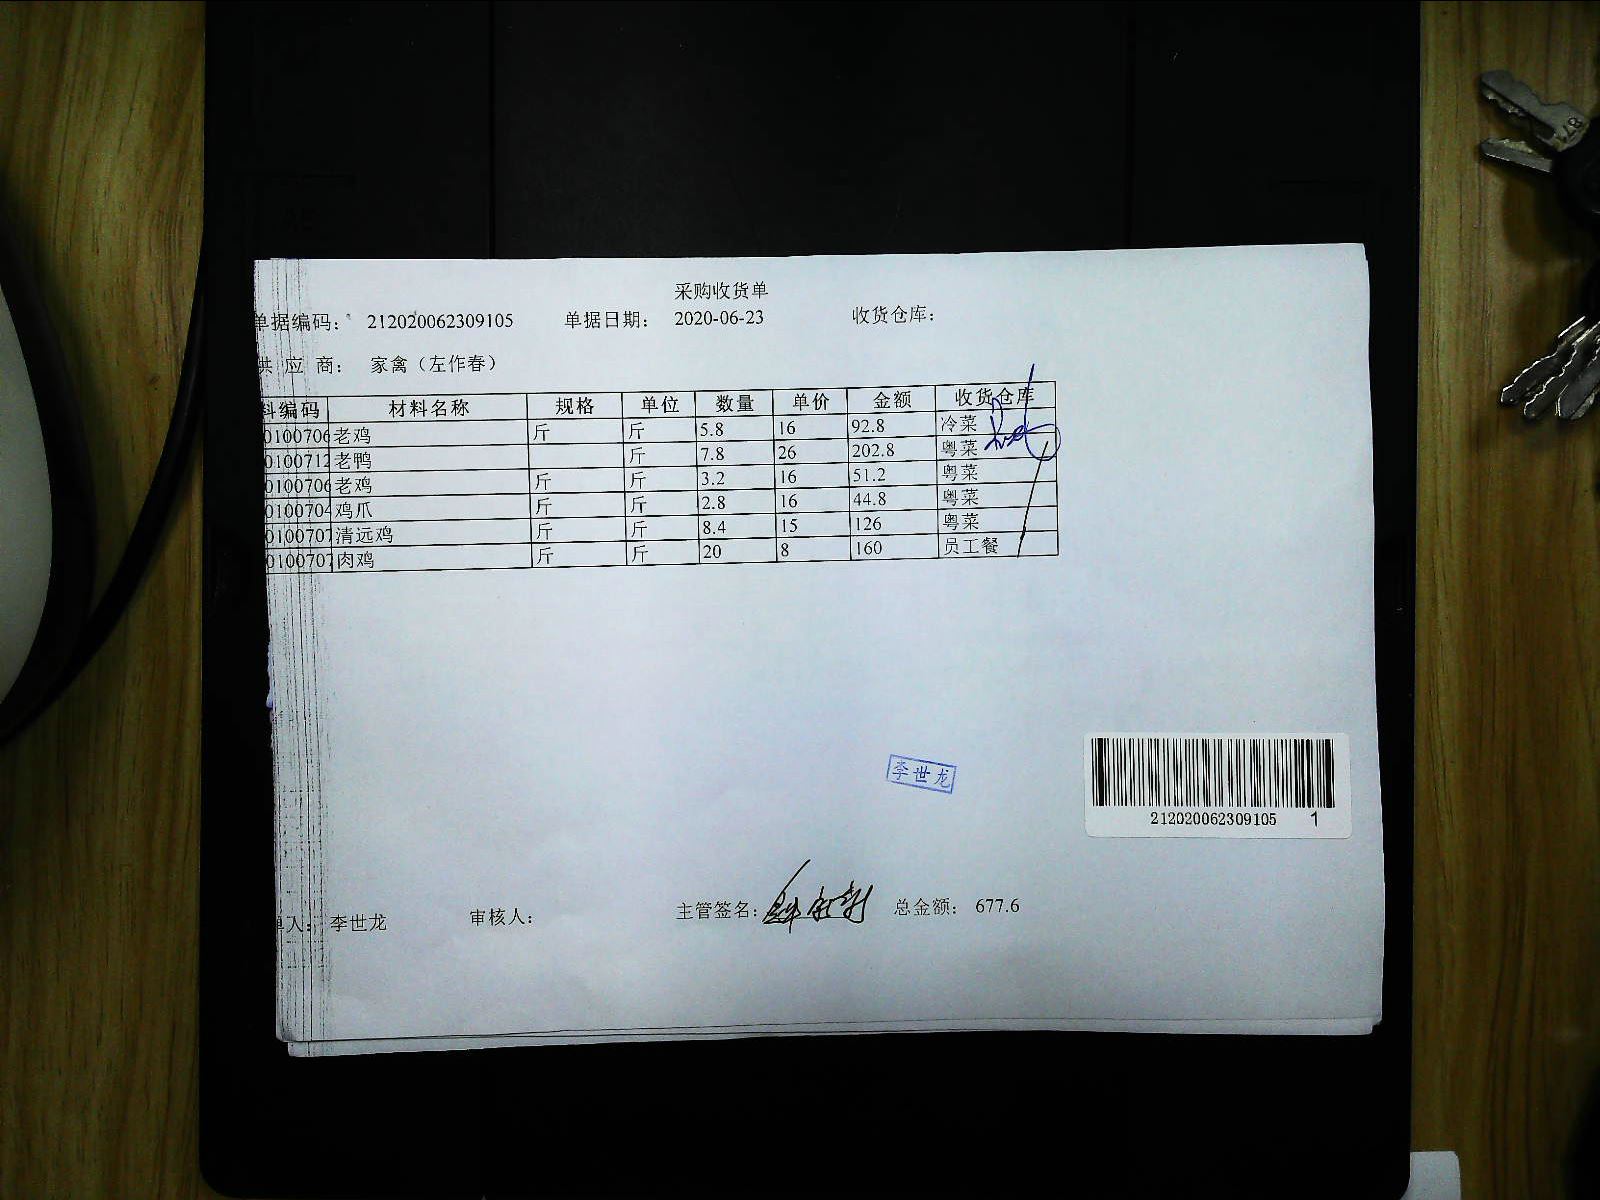 采购收货单
单据编码： 212020062309105 单据日期： 2020-06-23 收货仓库：
供 应 商： 家禽（左作春）
料编码 材料名称 规格 单位 数量 单价 金额 收货仓库
0100706 老鸡 斤 斤 5.8 16 92.8 冷菜
0100712 老鸭 斤 7.8 26 202.8 粤菜
0100706 老鸡 斤 斤 3.2 16 51.2 粤菜
0100704 鸡爪 斤 斤 2.8 16 44.8 粤菜
0100707 清远鸡 斤 斤 8.4 15 126 粤菜
0100707 肉鸡 斤 斤 20 8 160 员工餐
李世龙
212020062309105 1
单人： 李世龙 审核人： 主管签名： 总金额： 677.6